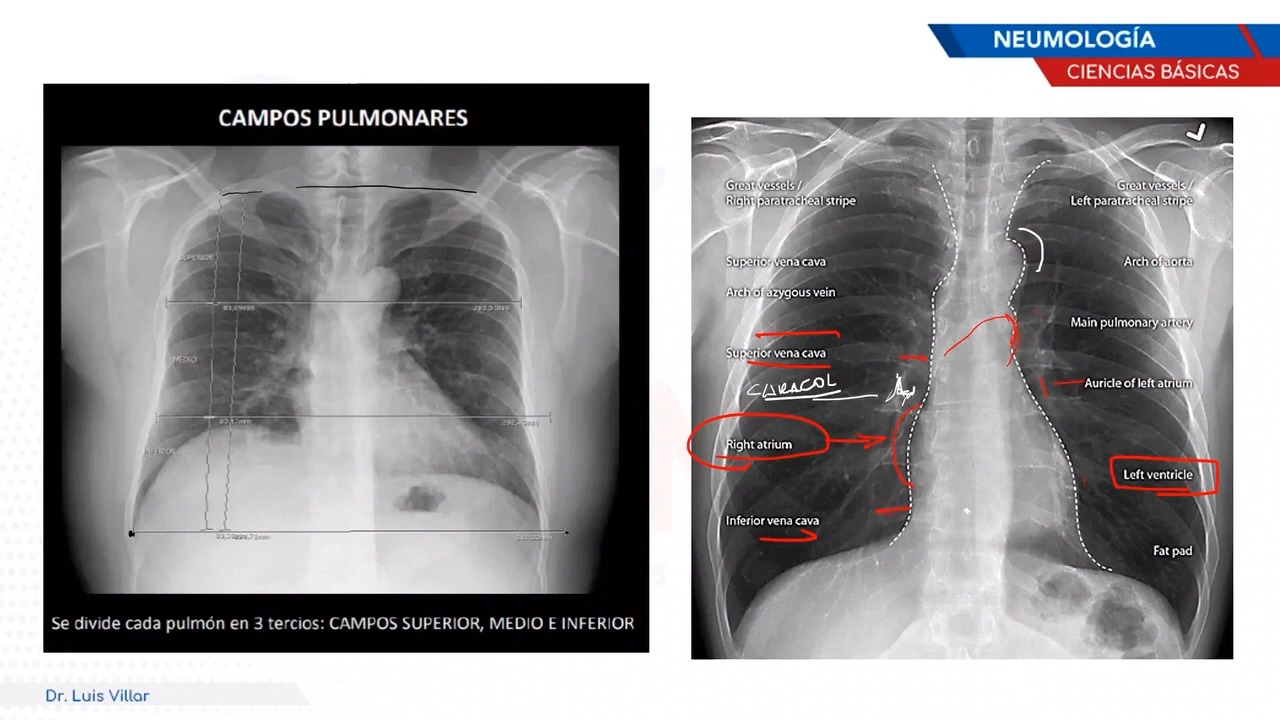 NEUMOLOGÍA
CIENCIAS BÁSICAS
CAMPOS PULMONARES
SUPERIOR
MEDIO
INFERIOR
Se divide cada pulmón en 3 tercios: CAMPOS SUPERIOR, MEDIO E INFERIOR
Great vessels /
Right paratracheal stripe
Superior vena cava
Arch of azygous vein
Superior vena cava
CARACOL
Right atrium
Inferior vena cava
Great vessels /
Left paratracheal stripe
Arch of aorta
Main pulmonary artery
Auricle of left atrium
Left ventricle
Fat pad
Dr. Luis Villar